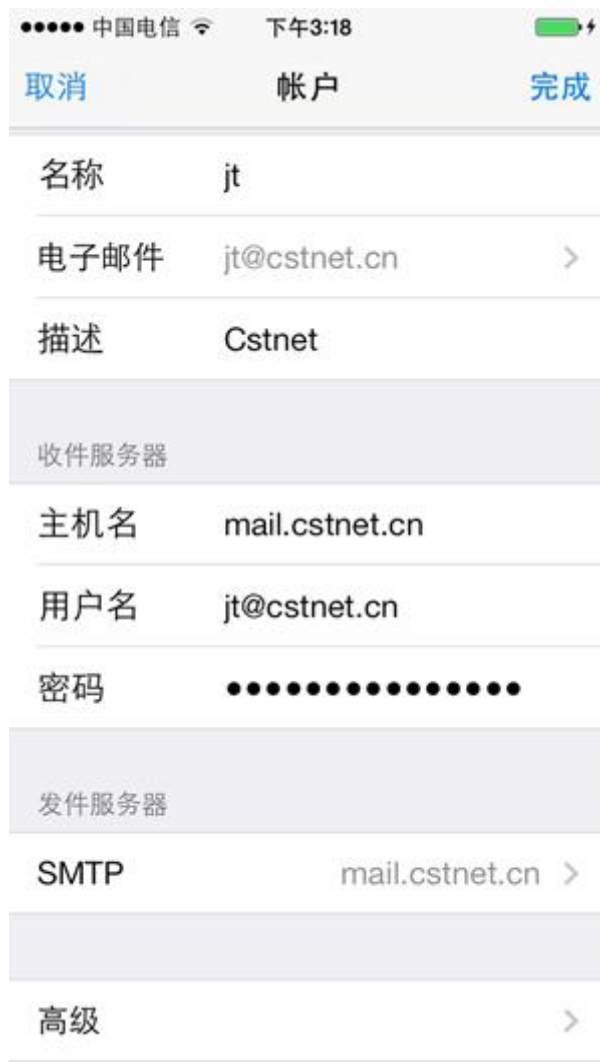 中国电信 下午3:18
取消 帐户 完成
名称 jt
电子邮件 jt@cstnet.cn
描述 Cstnet
收件服务器
主机名 mail.cstnet.cn
用户名 jt@cstnet.cn
密码 ●●●●●●●●●●●●●●●
发件服务器
SMTP mail.cstnet.cn
高级